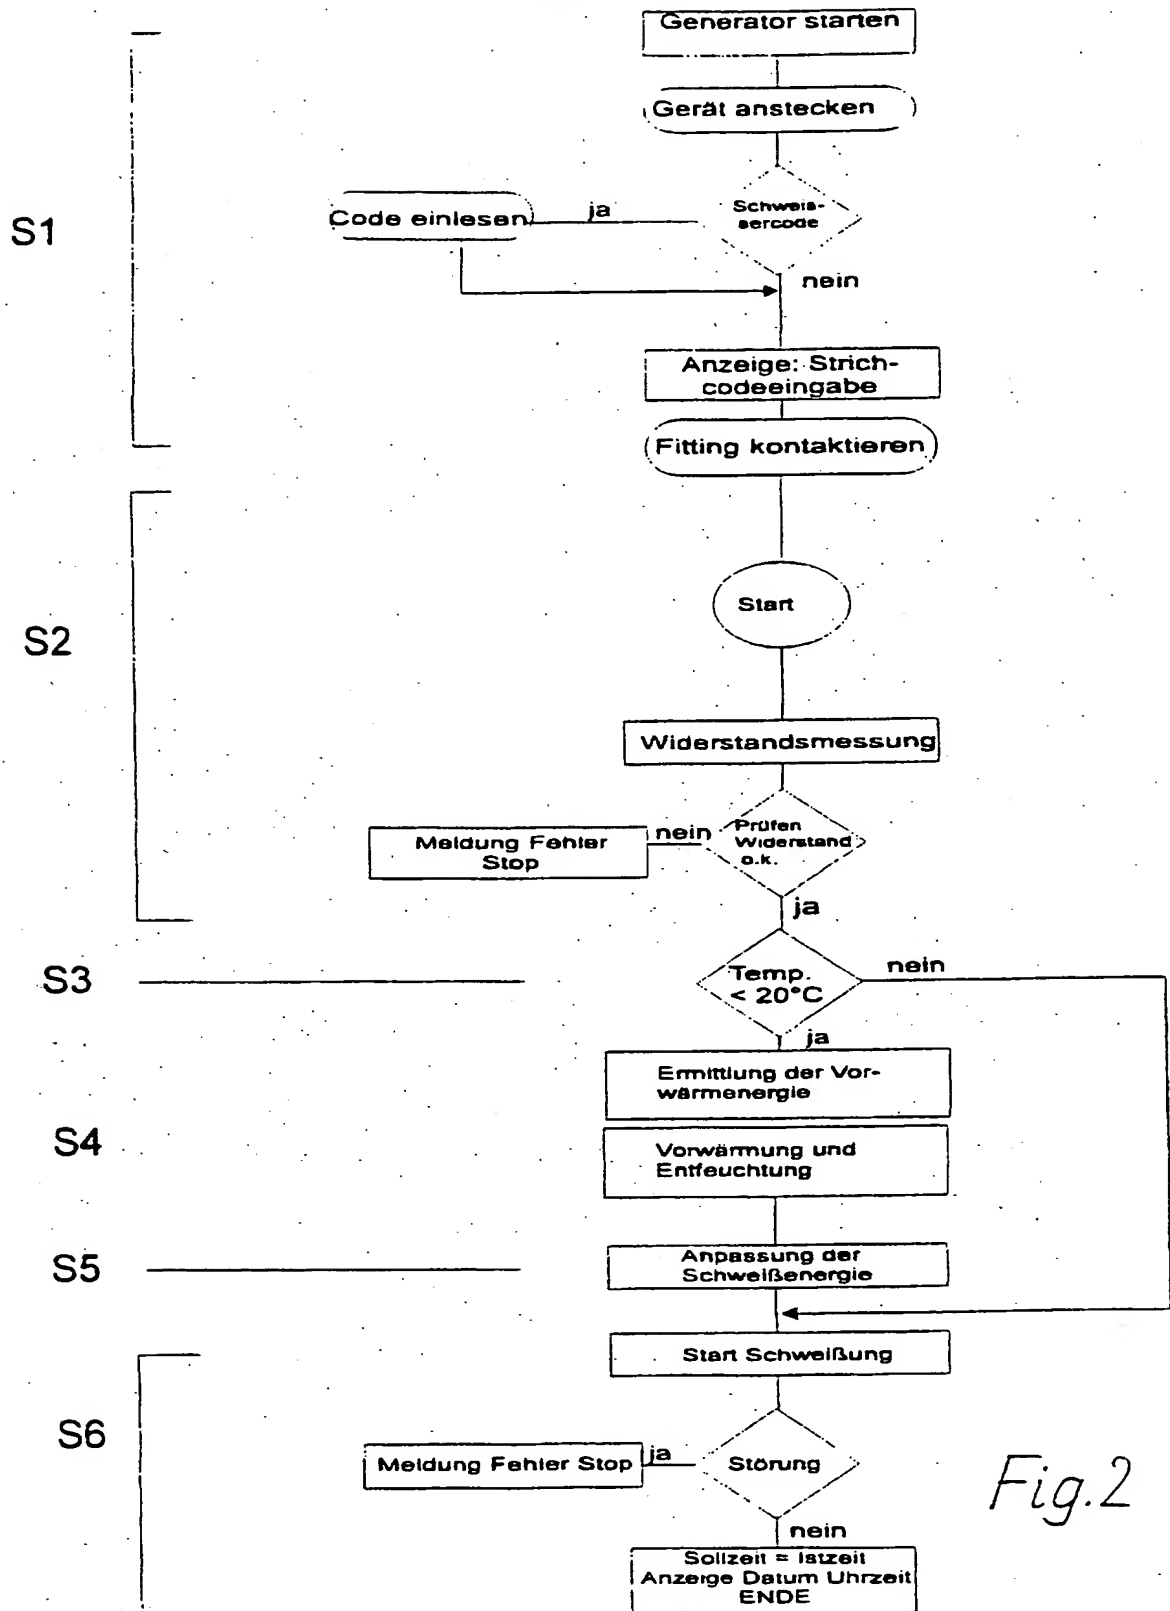 Generator starten
Gerät anstecken
Schweis-
sercode
ja
Code einlesen
nein
S1
Anzeige: Strich-
codeeingabe
Fitting kontaktieren
Start
S2
Widerstandsmessung
Prüfen
Widerstand
o.k.
nein
Meldung Fehler
Stop
ja
S3
Temp.
< 20°C
nein
ja
Ermittlung der Vor-
wärmenergie
S4
Vorwärmung und
Entfeuchtung
S5
Anpassung der
Schweißenergie
Start Schweißung
S6
Störung
ja
Meldung Fehler Stop
nein
Sollzeit = Istzeit
Anzeige Datum Uhrzeit
ENDE
Fig.2